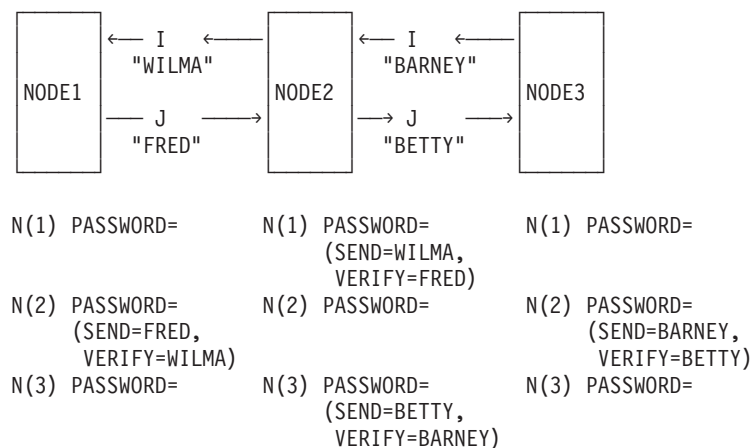 I I
"WILMA" "BARNEY"
NODE1 NODE2 NODE3
J J
"FRED" "BETTY"
N(1) PASSWORD= N(1) PASSWORD= N(1) PASSWORD=
(SEND=WILMA,
VERIFY=FRED)
N(2) PASSWORD= N(2) PASSWORD= N(2) PASSWORD=
(SEND=FRED, (SEND=BARNEY,
VERIFY=WILMA) VERIFY=BETTY)
N(3) PASSWORD= N(3) PASSWORD= N(3) PASSWORD=
(SEND=BETTY,
VERIFY=BARNEY)